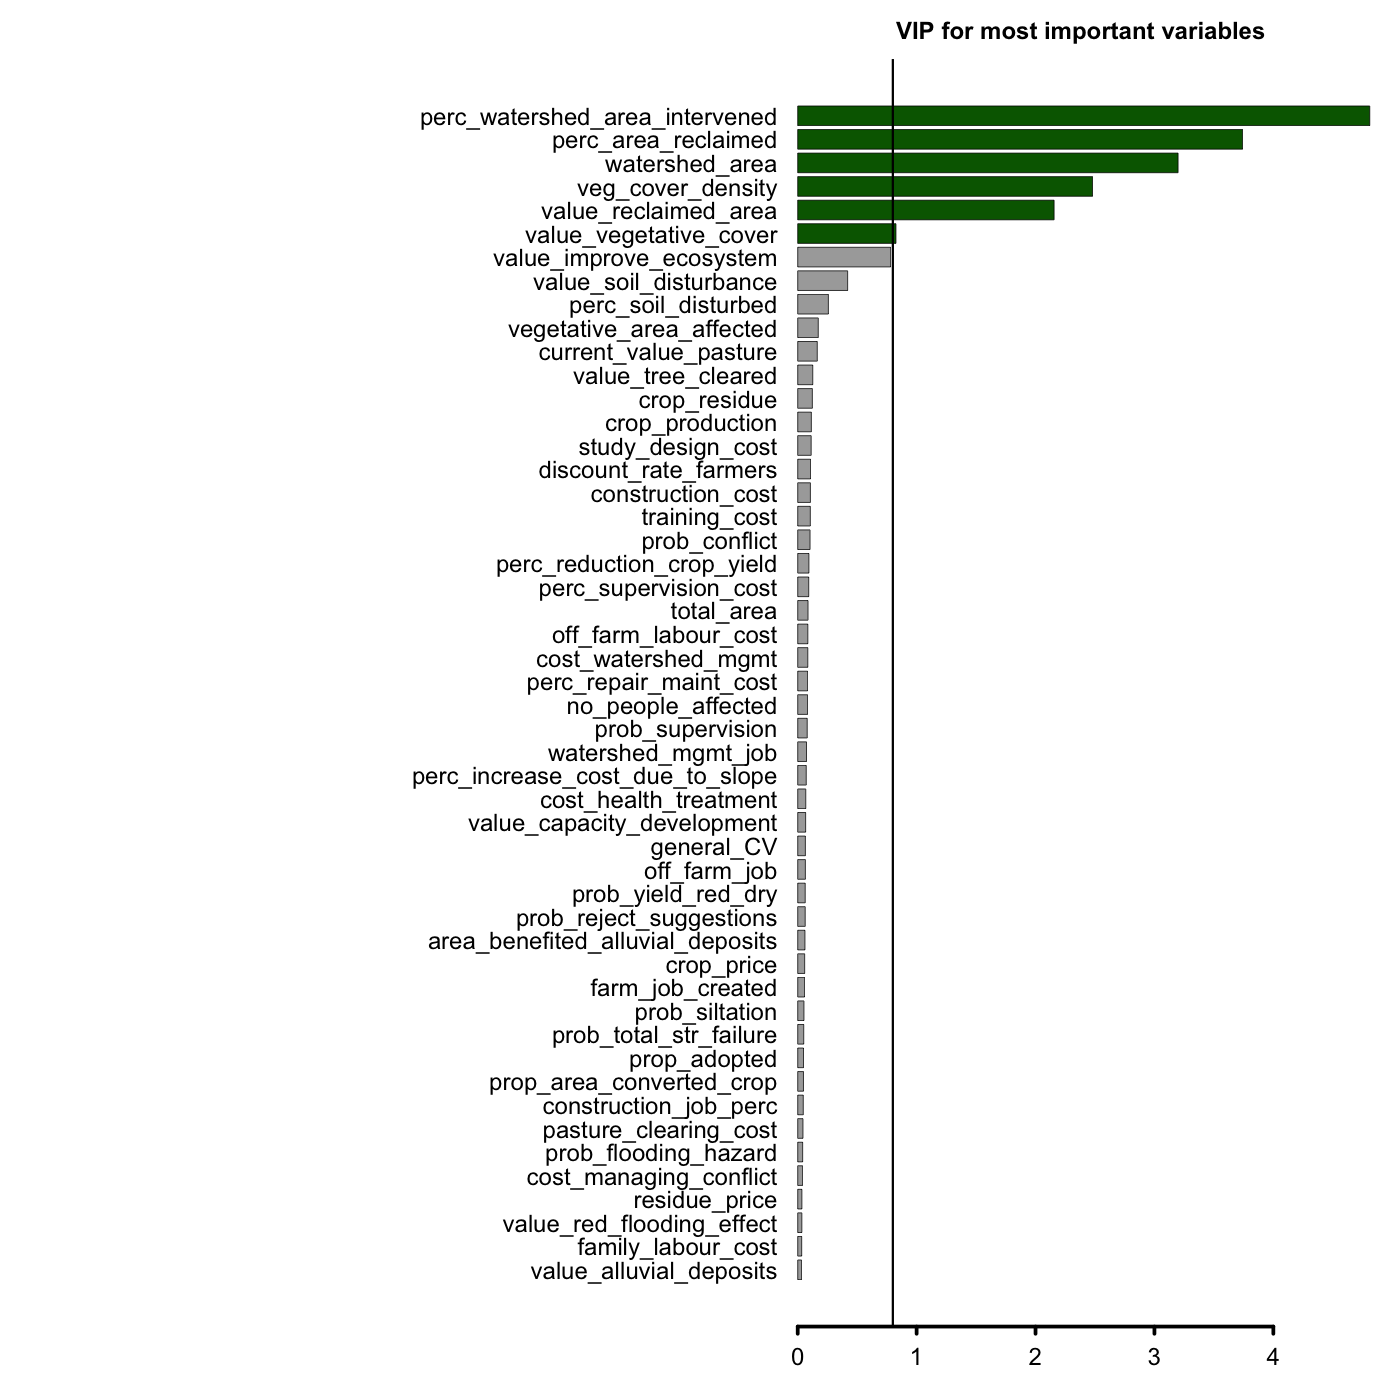 VIP for most important variables
perc_watershed_area_intervened
perc_area_reclaimed
watershed_area
veg_cover_density
value_reclaimed_area
value_vegetative_cover
value_improve_ecosystem
value_soil_disturbance
perc_soil_disturbed
vegetative_area_affected
current_value_pasture
value_tree_cleared
crop_residue
crop_production
study_design_cost
discount_rate_farmers
construction_cost
training_cost
prob_conflict
perc_reduction_crop_yield
perc_supervision_cost
total_area
off_farm_labour_cost
cost_watershed_mgmt
perc_repair_maint_cost
no_people_affected
prob_supervision
watershed_mgmt_job
perc_increase_cost_due_to_slope
cost_health_treatment
value_capacity_development
general_CV
off_farm_job
prob_yield_red_dry
prob_reject_suggestions
area_benefited_alluvial_deposits
crop_price
farm_job_created
prob_siltation
prob_total_str_failure
prop_adopted
prop_area_converted_crop
construction_job_perc
pasture_clearing_cost
prob_flooding_hazard
cost_managing_conflict
residue_price
value_red_flooding_effect
family_labour_cost
value_alluvial_deposits
0 1 2 3 4